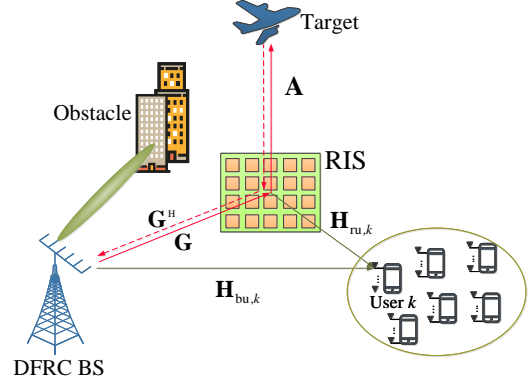 Target
A
Obstacle
RIS
G^H
G
H_ru,k
H_bu,k
User k
DFRC BS